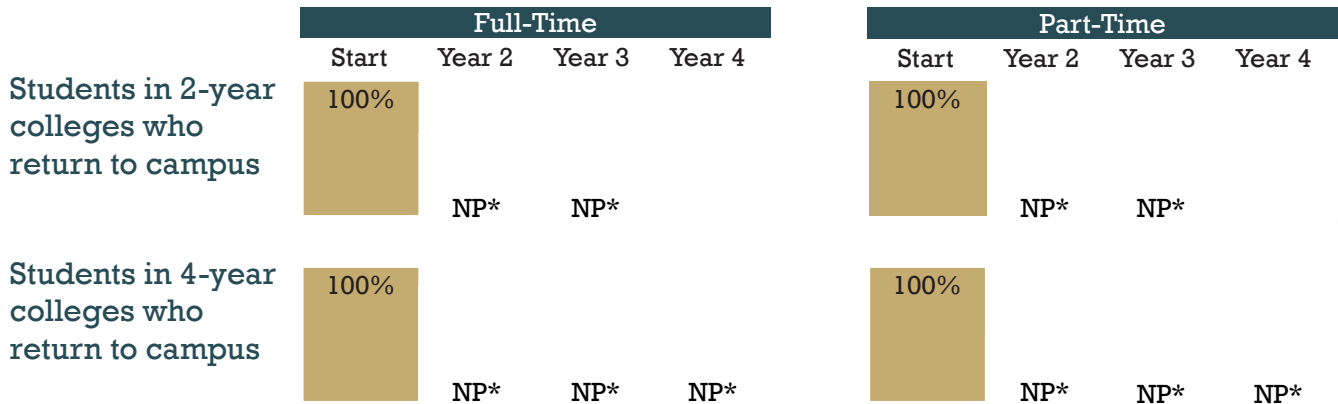 Full-Time Part-Time
Start Year 2 Year 3 Year 4 Start Year 2 Year 3 Year 4
Students in 2-year
colleges who
return to campus
100% 100%
NP* NP* NP* NP*
Students in 4-year
colleges who
return to campus
100% 100%
NP* NP* NP* NP* NP* NP*